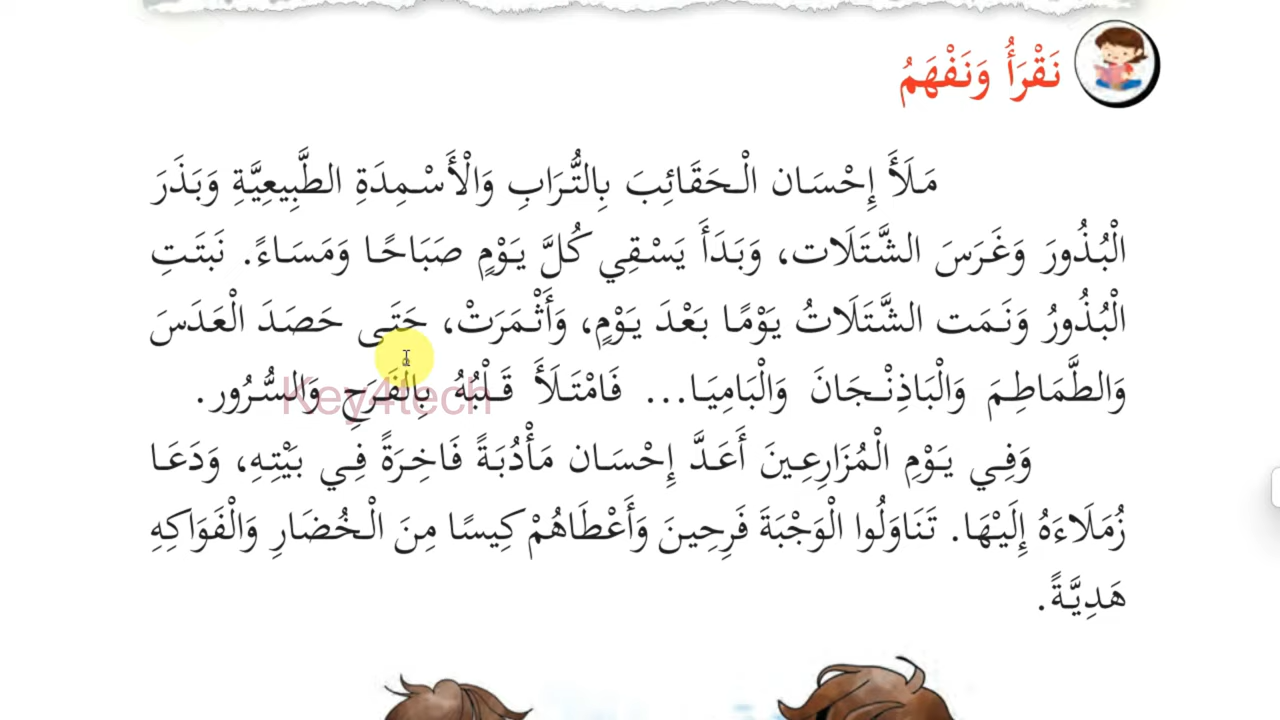 نَقْرَأُ وَنَفْهَمُ
مَلَأَ إِحْسَان الْحَقَائِبَ بِالتُّرَابِ وَالْأَسْمِدَةِ الطَّبِيعِيَّةِ وَبَذَرَ
الْبُذُورَ وَغَرَسَ الشَّتَلَات، وَبَدَأَ يَسْقِي كُلَّ يَوْمٍ صَبَاحًا وَمَسَاءً. نَبَتَتِ
الْبُذُورُ وَنَمَت الشَّتَلَاتُ يَوْمًا بَعْدَ يَوْمٍ، وَأَثْمَرَتْ، حَتَى حَصَدَ الْعَدَسَ
وَالطَّمَاطِمَ وَالْبَاذِنْجَانَ وَالْبَامِيَا... فَامْتَلَأَ قَلْبُهُ بِالْفَرَحِ وَالسُّرُور.
Key4tech
وَفِي يَوْمِ الْمُزَارِعِينَ أَعَدَّ إِحْسَان مَأْدُبَةً فَاخِرَةً فِي بَيْتِهِ، وَدَعَا
زُمَلَاءَهُ إِلَيْهَا. تَنَاوَلُوا الْوَجْبَةَ فَرِحِينَ وَأَعْطَاهُمْ كِيسًا مِنَ الْخُضَارِ وَالْفَوَاكِهِ
هَدِيَّةً.